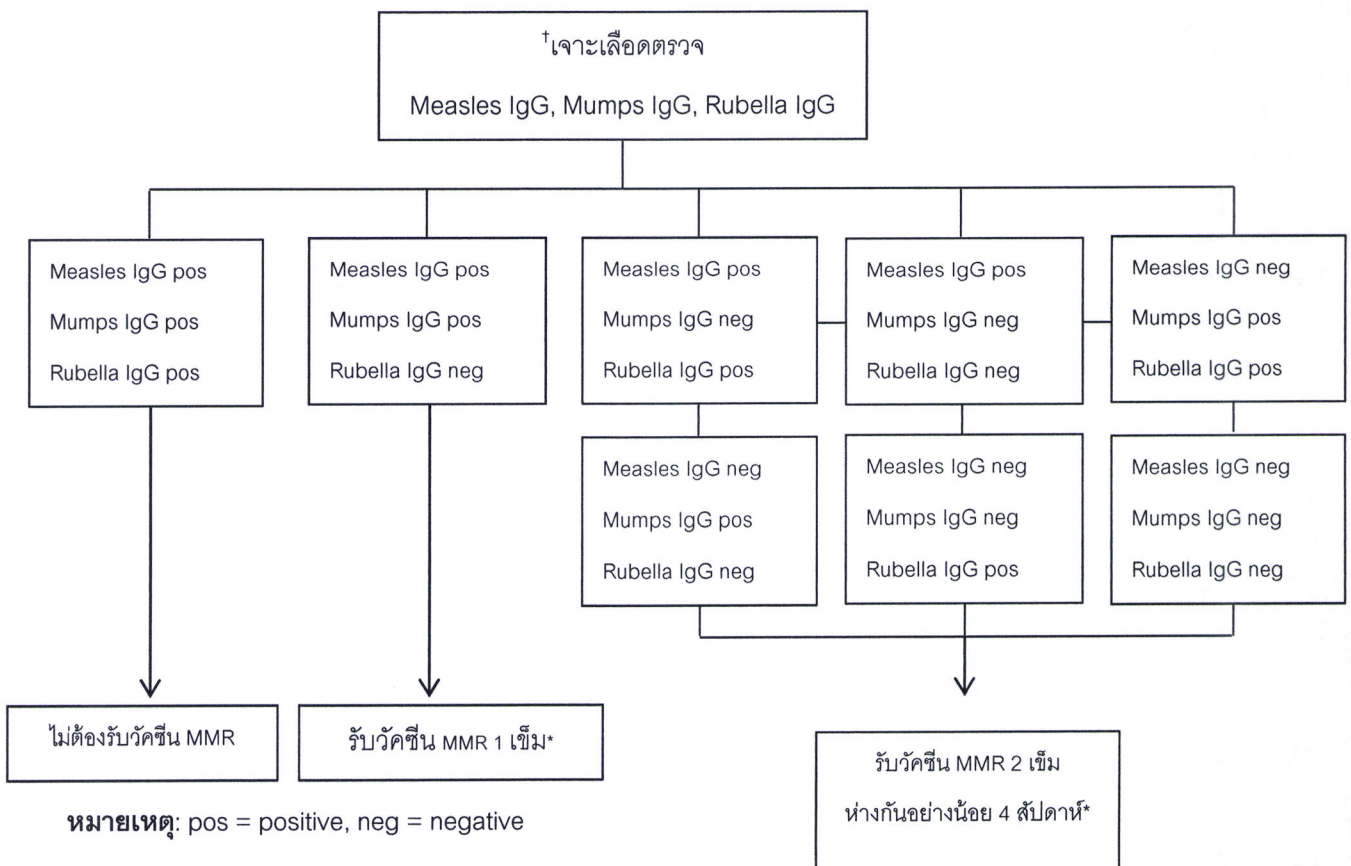 †เจาะเลือดตรวจ
Measles IgG, Mumps IgG, Rubella IgG
Measles IgG pos
Mumps IgG pos
Rubella IgG pos
Measles IgG pos
Mumps IgG pos
Rubella IgG neg
Measles IgG pos
Mumps IgG neg
Rubella IgG pos
Measles IgG pos
Mumps IgG neg
Rubella IgG neg
Measles IgG neg
Mumps IgG pos
Rubella IgG pos
Measles IgG neg
Mumps IgG pos
Rubella IgG neg
Measles IgG neg
Mumps IgG neg
Rubella IgG pos
Measles IgG neg
Mumps IgG neg
Rubella IgG neg
ไม่ต้องรับวัคซีน MMR
รับวัคซีน MMR 1 เข็ม*
รับวัคซีน MMR 2 เข็ม
ห่างกันอย่างน้อย 4 สัปดาห์*
หมายเหตุ: pos = positive, neg = negative